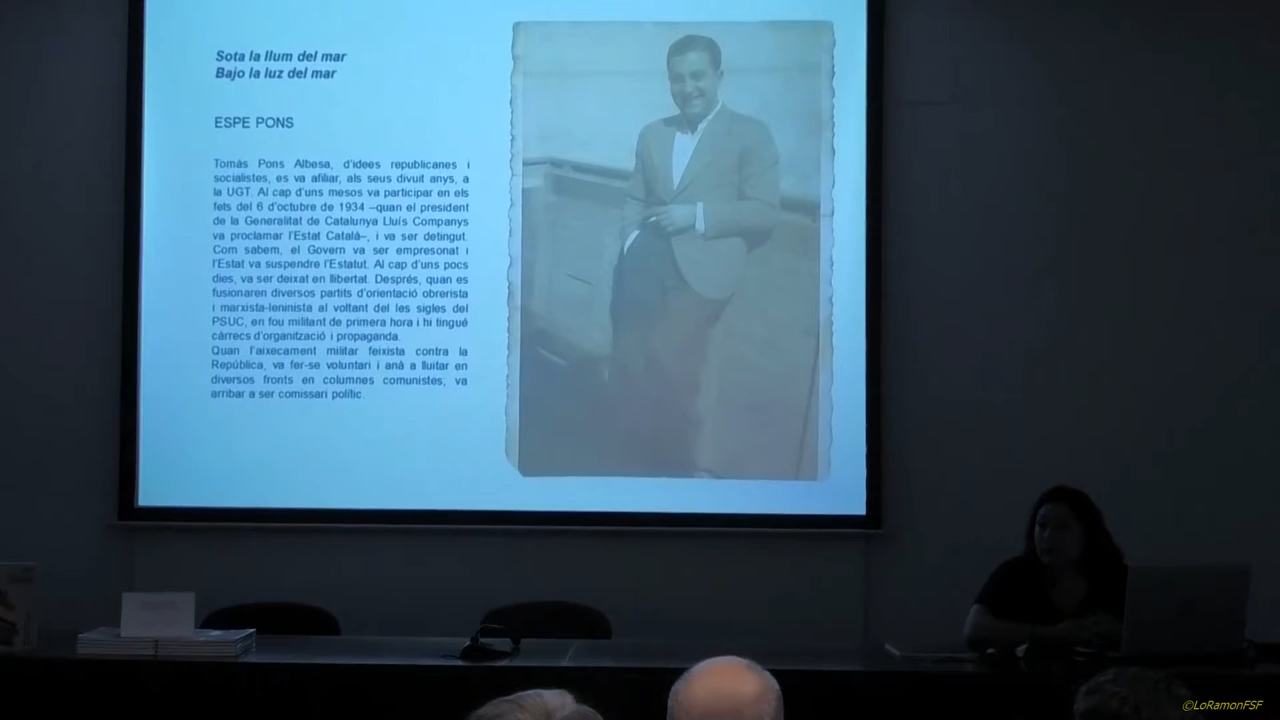 Sota la llum del mar
Bajo la luz del mar
ESPE PONS
Tomàs Pons Albesa, d'idees republicanes i
socialistes, es va afiliar, als seus divuit anys, a
la UGT. Al cap d'uns mesos va participar en els
fets del 6 d'octubre de 1934 –quan el president
de la Generalitat de Catalunya Lluís Companys
va proclamar l'Estat Català–, i va ser detingut.
Com sabem, el Govern va ser empresonat i
l'Estat va suspendre l'Estatut. Al cap d'uns pocs
dies, va ser deixat en llibertat. Després, quan es
fusionaren diversos partits d'orientació obrerista
i marxista-leninista al voltant del les sigles del
PSUC, en fou militant de primera hora i hi tingué
càrrecs d'organització i propaganda.
Quan l'aixecament militar feixista contra la
República, va fer-se voluntari i anà a lluitar en
diversos fronts en columnes comunistes; va
arribar a ser comissari polític.
©LoRamonFSF